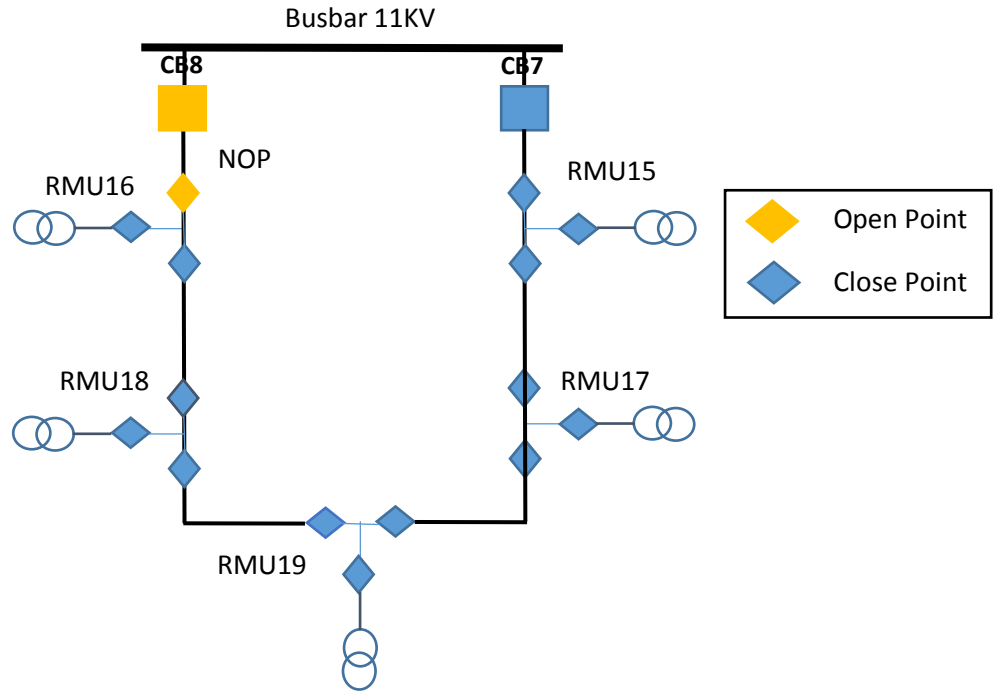 Busbar 11KV
CB8
CB7
NOP
RMU16
RMU15
Open Point
Close Point
RMU18
RMU17
RMU19